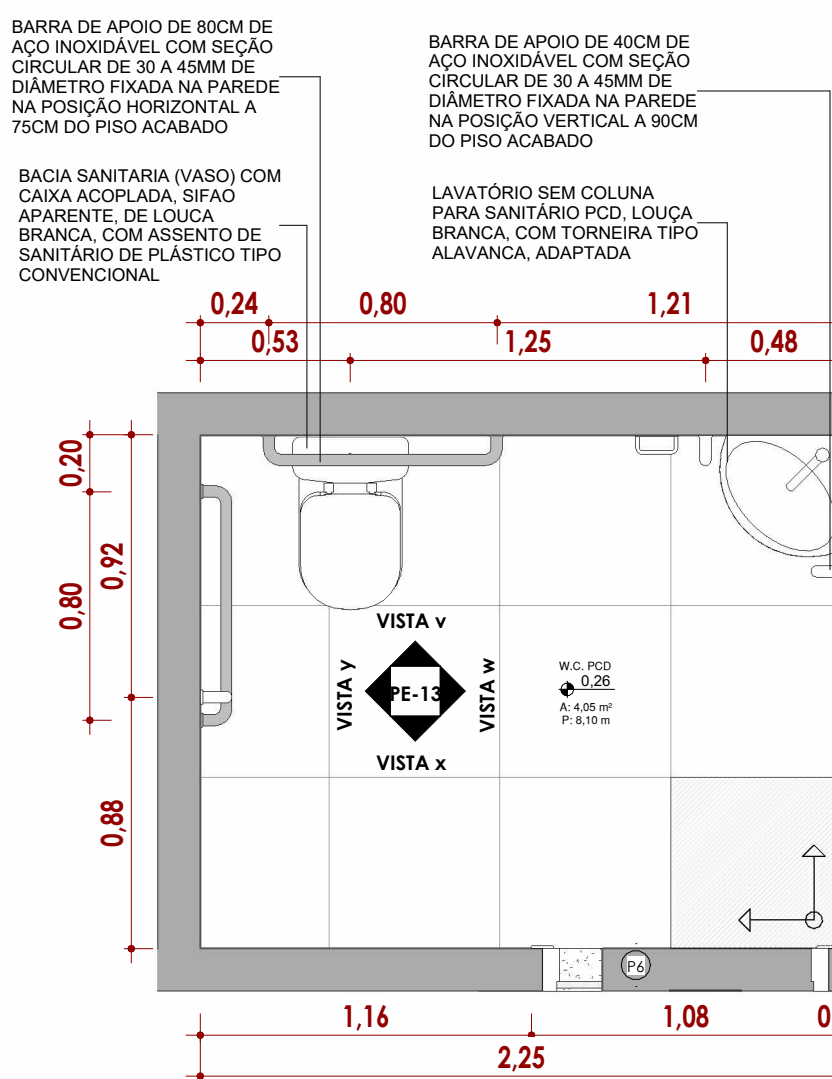 BARRA DE APOIO DE 80CM DE
AÇO INOXIDÁVEL COM SEÇÃO
CIRCULAR DE 30 A 45MM DE
DIÂMETRO FIXADA NA PAREDE
NA POSIÇÃO HORIZONTAL A
75CM DO PISO ACABADO
BARRA DE APOIO DE 40CM DE
AÇO INOXIDÁVEL COM SEÇÃO
CIRCULAR DE 30 A 45MM DE
DIÂMETRO FIXADA NA PAREDE
NA POSIÇÃO VERTICAL A 90CM
DO PISO ACABADO
BACIA SANITARIA (VASO) COM
CAIXA ACOPLADA, SIFAO
APARENTE, DE LOUCA
BRANCA, COM ASSENTO DE
SANITÁRIO DE PLÁSTICO TIPO
CONVENCIONAL
LAVATÓRIO SEM COLUNA
PARA SANITÁRIO PCD, LOUÇA
BRANCA, COM TORNEIRA TIPO
ALAVANCA, ADAPTADA
0,24 0,80 1,21
0,53 1,25 0,48
0,20
0,92
0,80
0,88
VISTA v
VISTA y
PE-13
VISTA w
VISTA x
W.C. PCD
0,26
A: 4,05 m²
P: 8,10 m
P6
1,16 1,08 0
2,25